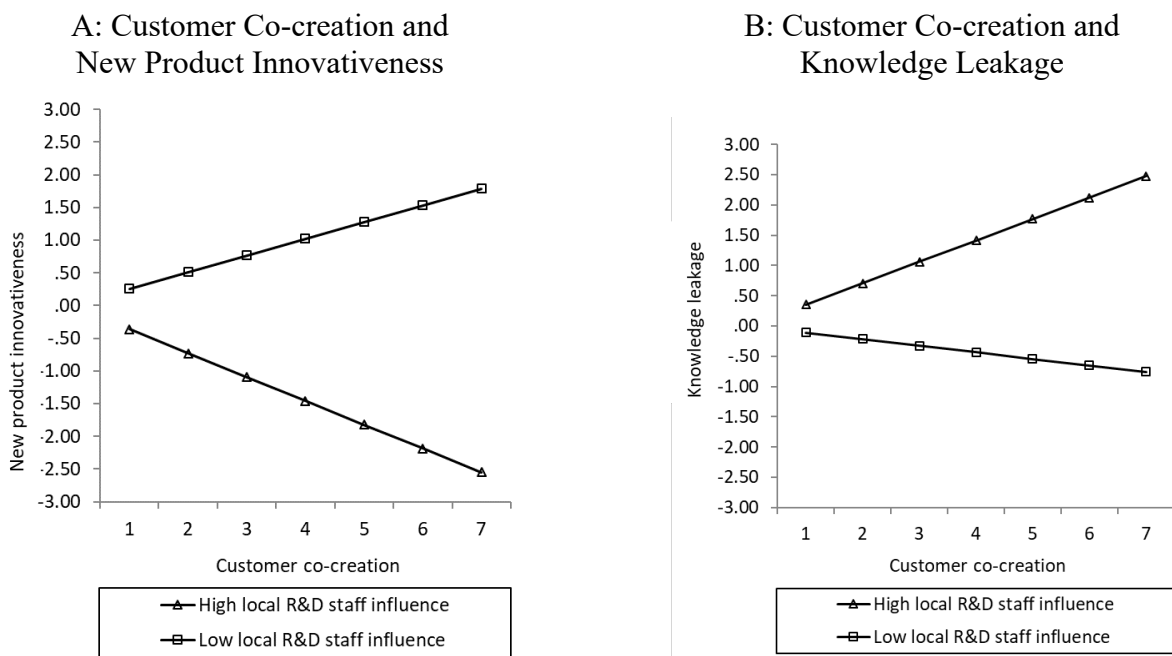 A: Customer Co-creation and
New Product Innovativeness
3.00
2.50
2.00
1.50
1.00
.50
.00
-.50
-1.00
-1.50
-2.00
-2.50
-3.00
New product innovativeness
1 2 3 4 5 6 7
Customer co-creation
High local R&D staff influence
Low local R&D staff influence
B: Customer Co-creation and
Knowledge Leakage
3.00
2.50
2.00
1.50
1.00
.50
.00
-.50
-1.00
-1.50
-2.00
-2.50
-3.00
Knowledge leakage
1 2 3 4 5 6 7
Customer co-creation
High local R&D staff influence
Low local R&D staff influence